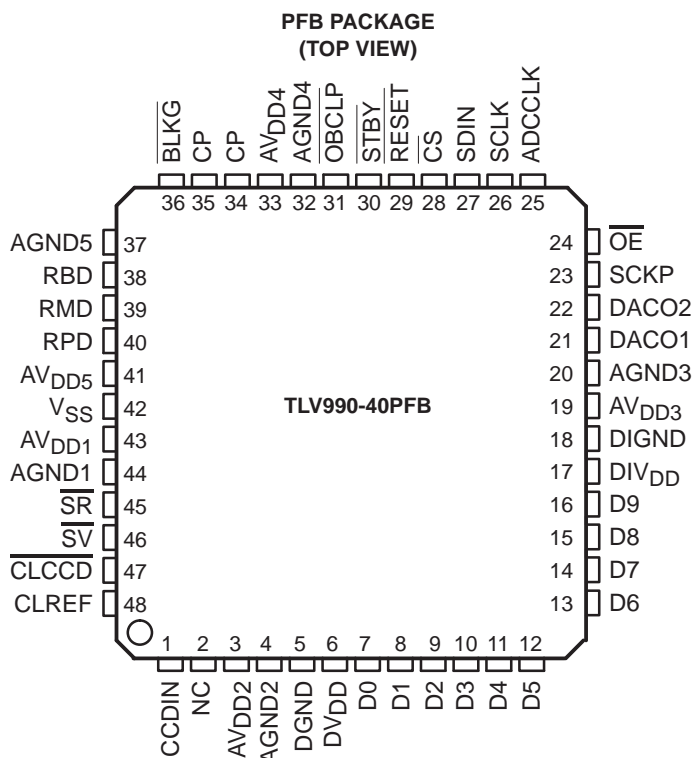 PFB PACKAGE
(TOP VIEW)
BLKG
CP
CP
AVDD4
AGND4
OBCLP
STBY
RESET
CS
SDIN
SCLK
ADCCLK
36 35 34 33 32 31 30 29 28 27 26 25
AGND5 37
RBD 38
RMD 39
RPD 40
AVDD5 41
VSS 42
AVDD1 43
AGND1 44
SR 45
SV 46
CLCCD 47
CLREF 48
TLV990-40PFB
24 OE
23 SCKP
22 DACO2
21 DACO1
20 AGND3
19 AVDD3
18 DIGND
17 DIVDD
16 D9
15 D8
14 D7
13 D6
1 2 3 4 5 6 7 8 9 10 11 12
CCDIN
NC
AVDD2
AGND2
DGND
DVDD
D0
D1
D2
D3
D4
D5